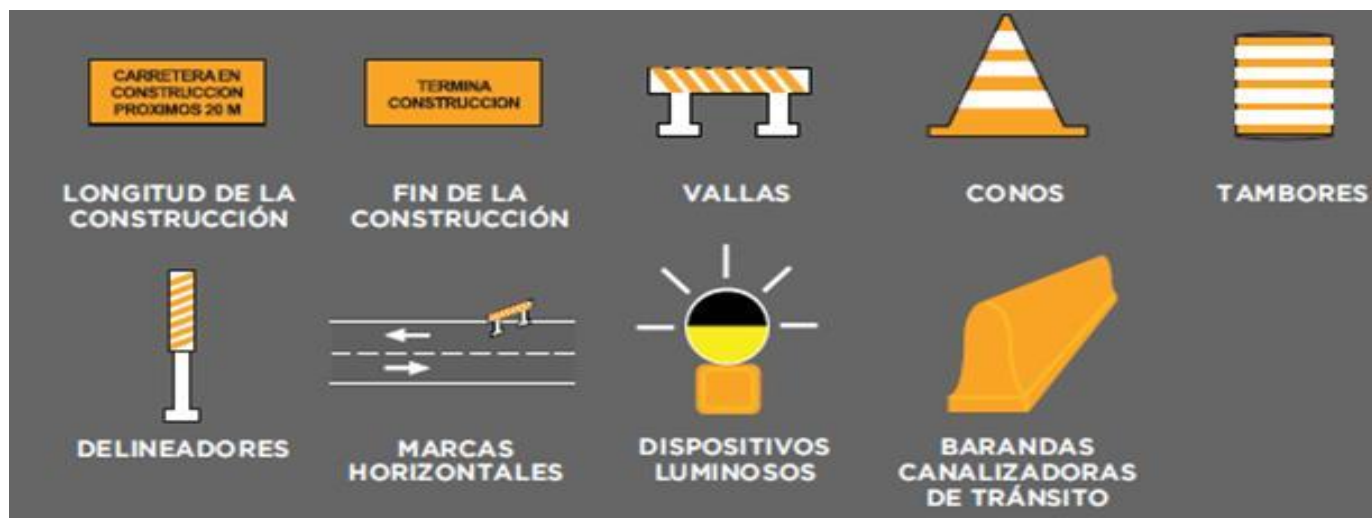 CARRETERA EN
CONSTRUCCION
PROXIMOS 20 M
TERMINA
CONSTRUCCION
LONGITUD DE LA
CONSTRUCCIÓN
FIN DE LA
CONSTRUCCIÓN
VALLAS
CONOS
TAMBORES
DELINEADORES
MARCAS
HORIZONTALES
DISPOSITIVOS
LUMINOSOS
BARANDAS
CANALIZADORAS
DE TRÁNSITO